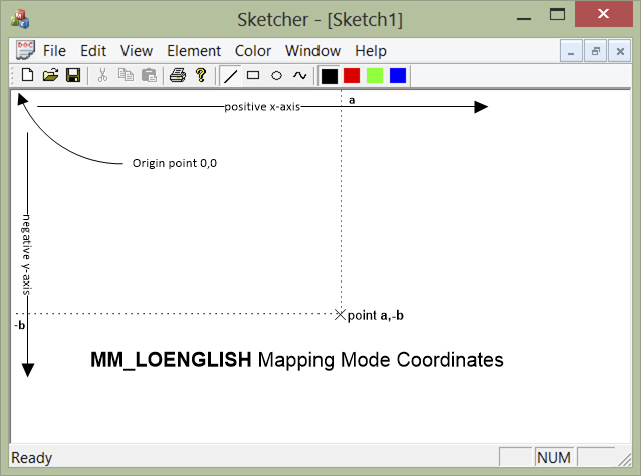 Sketcher - [Sketch1]
DOC
File Edit View Element Color Window Help
a
positive x-axis
Origin point 0,0
negative y-axis
-b
point a,-b
MM_LOENGLISH Mapping Mode Coordinates
Ready
NUM